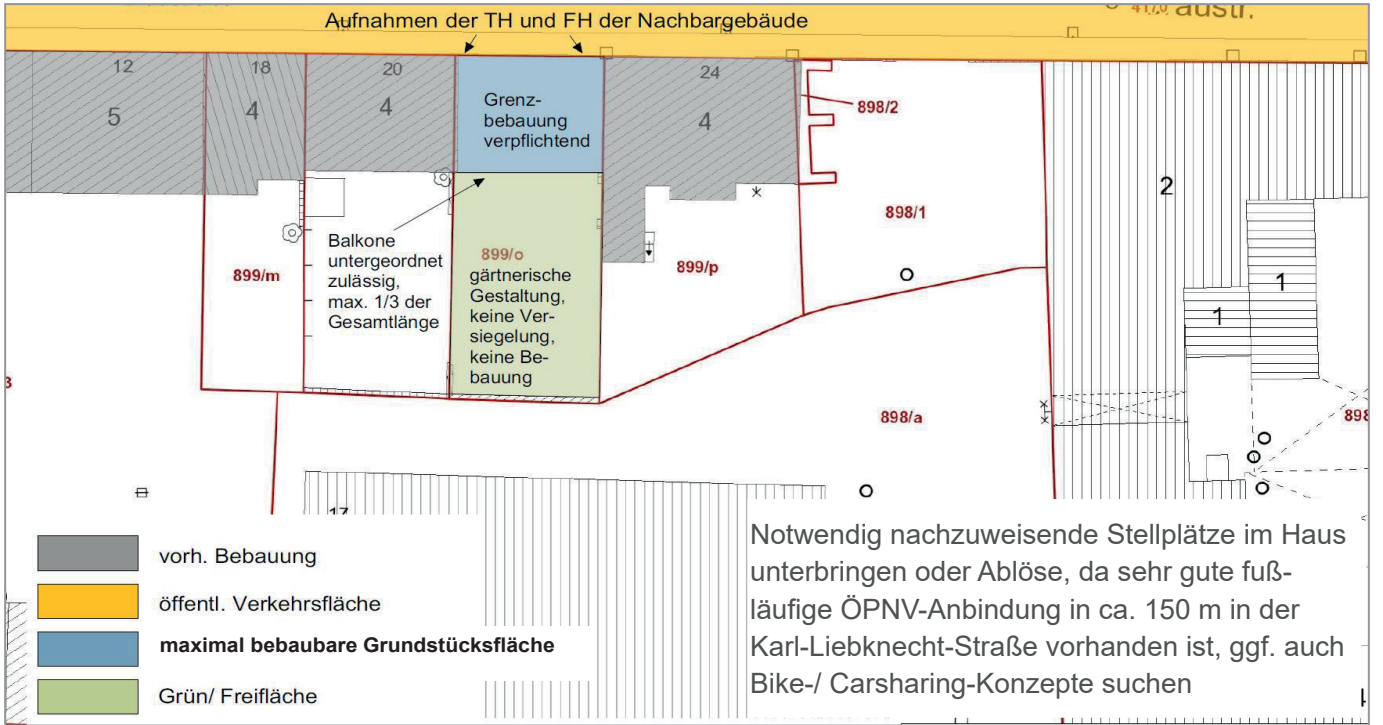 Aufnahmen der TH und FH der Nachbargebäude
austr.
12
18
20
24
5
4
4
4
Grenz-
bebauung
verpflichtend
898/2
2
898/1
Balkone
untergeordnet
zulässig,
max. 1/3 der
Gesamtlänge
899/m
899/o
gärtnerische
Gestaltung,
keine Ver-
siegelung,
keine Be-
bauung
899/p
1
1
3
898/a
898
17
vorh. Bebauung
öffentl. Verkehrsfläche
maximal bebaubare Grundstücksfläche
Grün/ Freifläche
Notwendig nachzuweisende Stellplätze im Haus
unterbringen oder Ablöse, da sehr gute fuß-
läufige ÖPNV-Anbindung in ca. 150 m in der
Karl-Liebknecht-Straße vorhanden ist, ggf. auch
Bike-/ Carsharing-Konzepte suchen